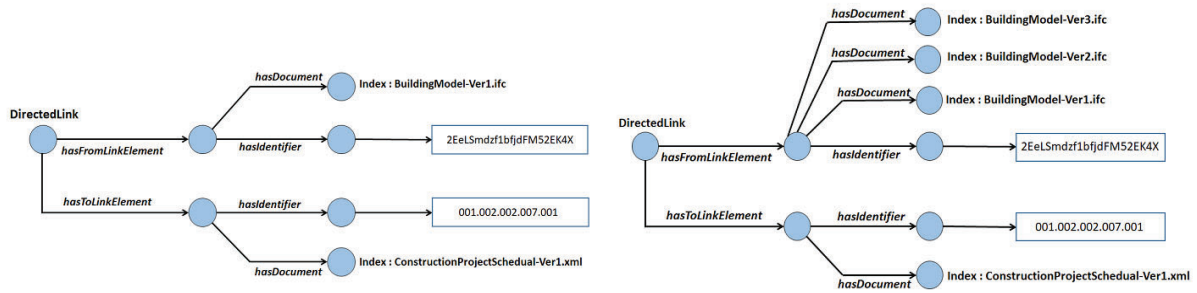 hasDocument
Index : BuildingModel-Ver1.ifc
DirectedLink
hasFromLinkElement
hasIdentifier
2EeLSmdzf1bfjdFM52EK4X
hasToLinkElement
hasIdentifier
001.002.002.007.001
hasDocument
Index : ConstructionProjectSchedual-Ver1.xml
hasDocument
Index : BuildingModel-Ver3.ifc
hasDocument
Index : BuildingModel-Ver2.ifc
hasDocument
Index : BuildingModel-Ver1.ifc
DirectedLink
hasFromLinkElement
hasIdentifier
2EeLSmdzf1bfjdFM52EK4X
hasToLinkElement
hasIdentifier
001.002.002.007.001
hasDocument
Index : ConstructionProjectSchedual-Ver1.xml